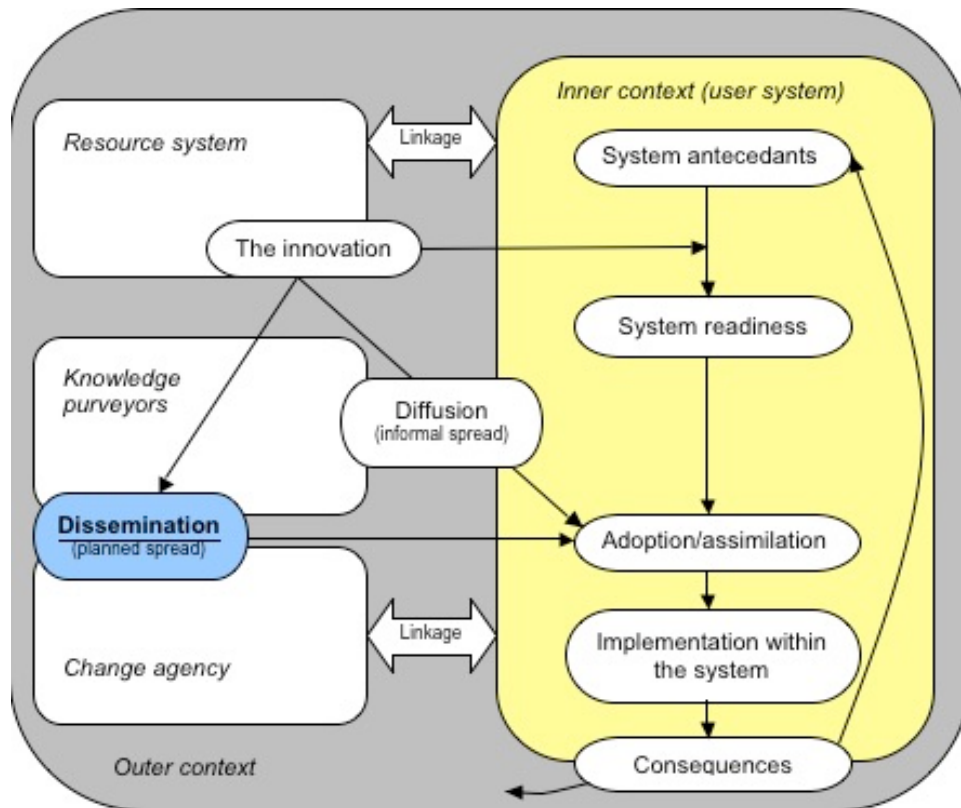 Inner context (user system)
Resource system
Linkage
System antecedants
The innovation
System readiness
Knowledge
purveyors
Diffusion
(informal spread)
Dissemination
(planned spread)
Adoption/assimilation
Linkage
Implementation within
the system
Change agency
Outer context
Consequences